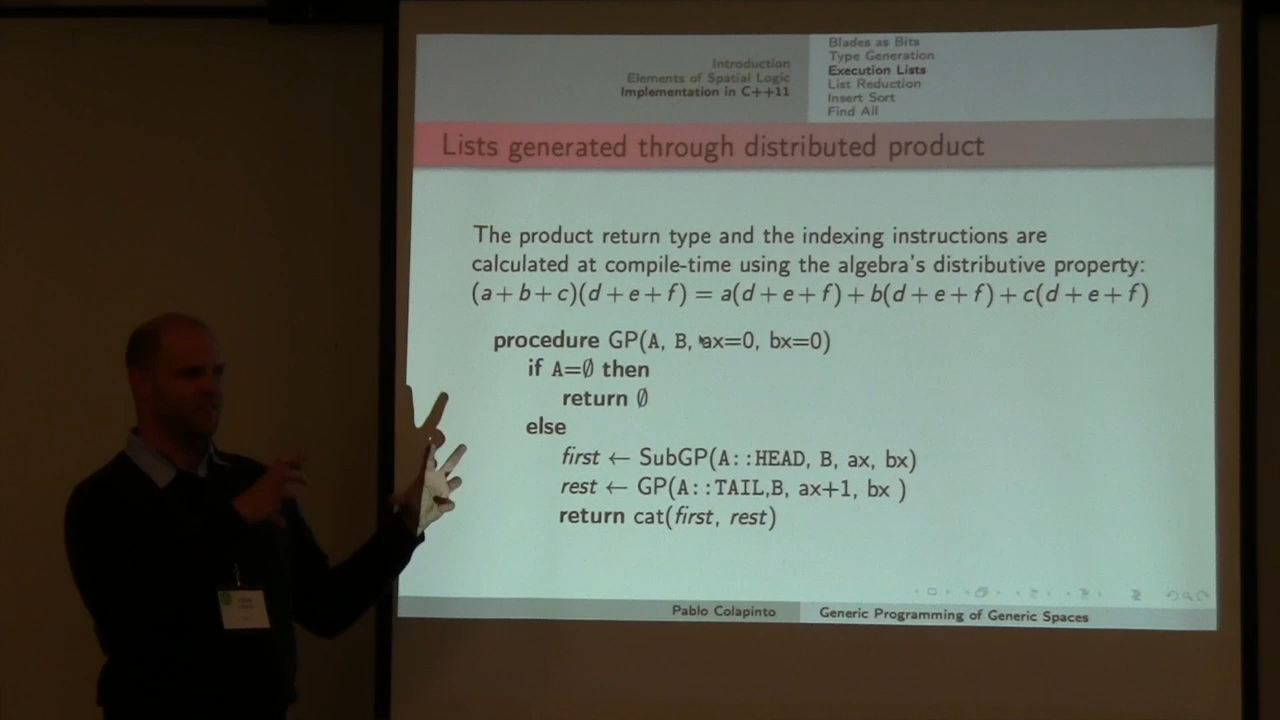 Introduction
Elements of Spatial Logic
Implementation in C++11
Blades as Bits
Type Generation
Execution Lists
List Reduction
Insert Sort
Find All
Lists generated through distributed product
The product return type and the indexing instructions are
calculated at compile-time using the algebra's distributive property:
(a+b+c)(d+e+f) = a(d+e+f)+b(d+e+f)+c(d+e+f)
procedure GP(A, B, ax=0, bx=0)
if A=∅ then
return ∅
else
first ← SubGP(A::HEAD, B, ax, bx)
rest ← GP(A::TAIL,B, ax+1, bx )
return cat(first, rest)
Pablo Colapinto
Generic Programming of Generic Spaces